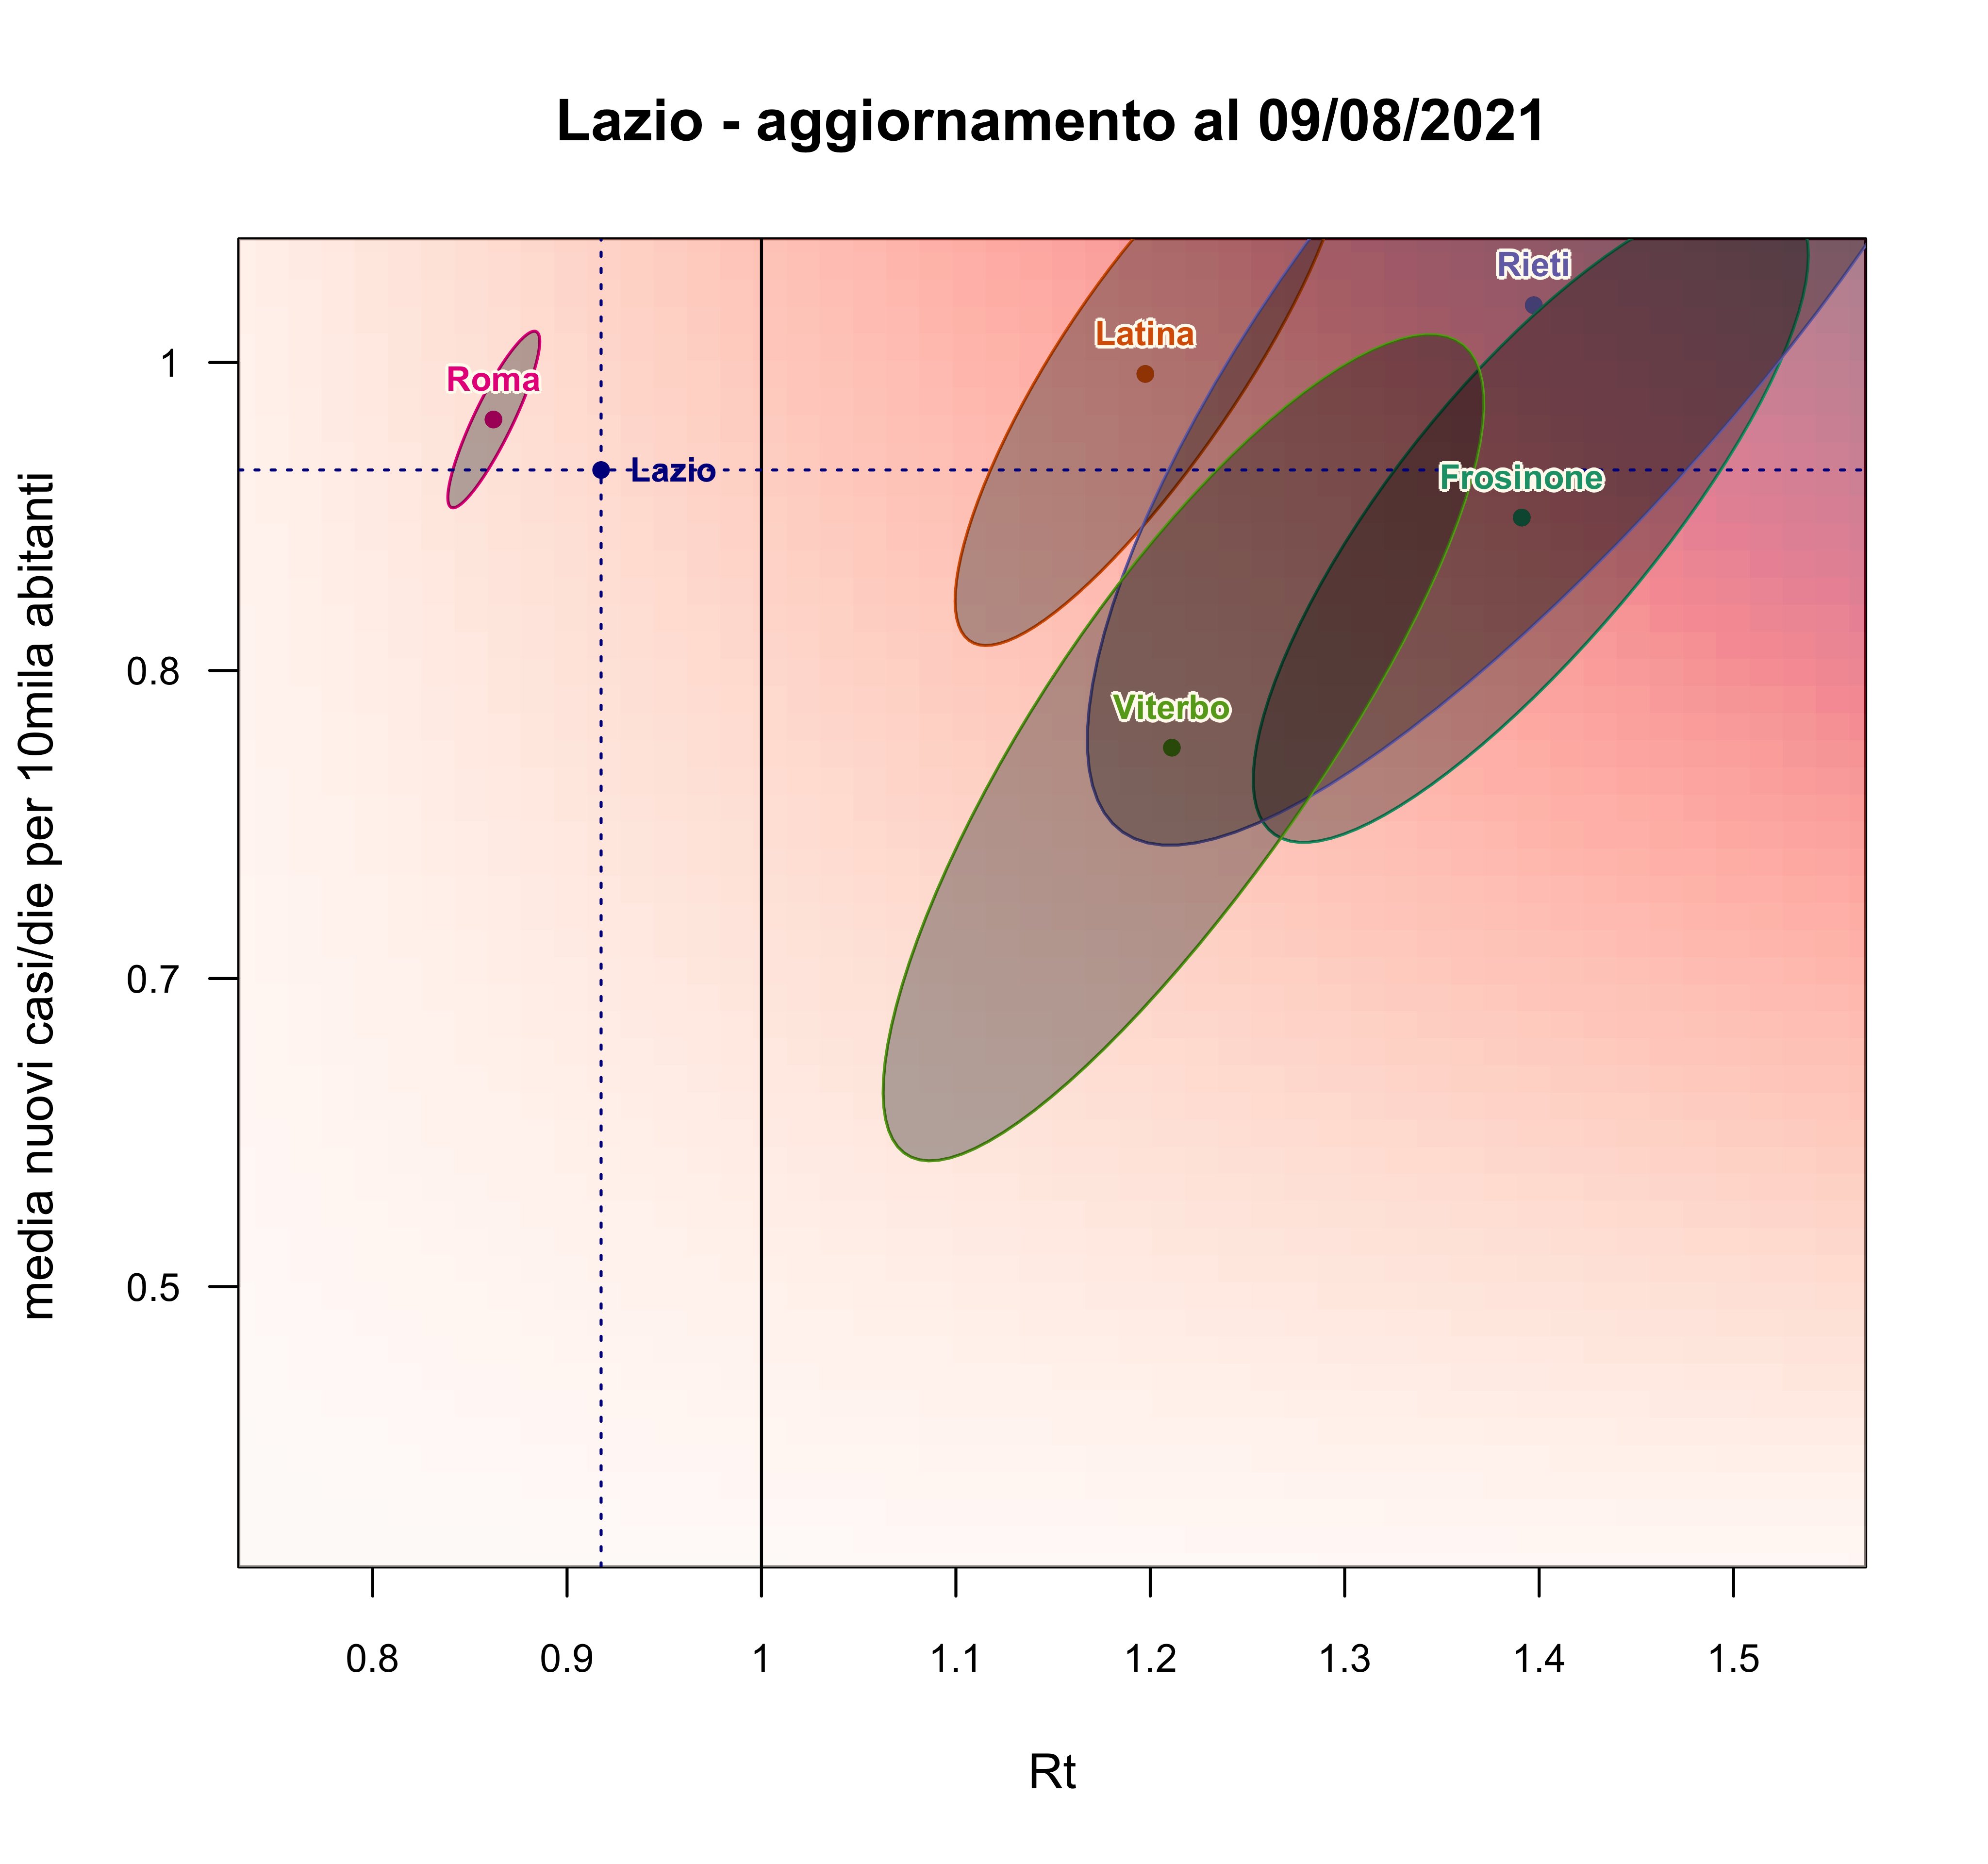 Lazio - aggiornamento al 09/08/2021
media nuovi casi/die per 10mila abitanti
1
0.8
0.7
0.5
Rieti
Latina
Roma
Lazio
Frosinone
Viterbo
0.8
0.9
1
1.1
1.2
1.3
1.4
1.5
Rt